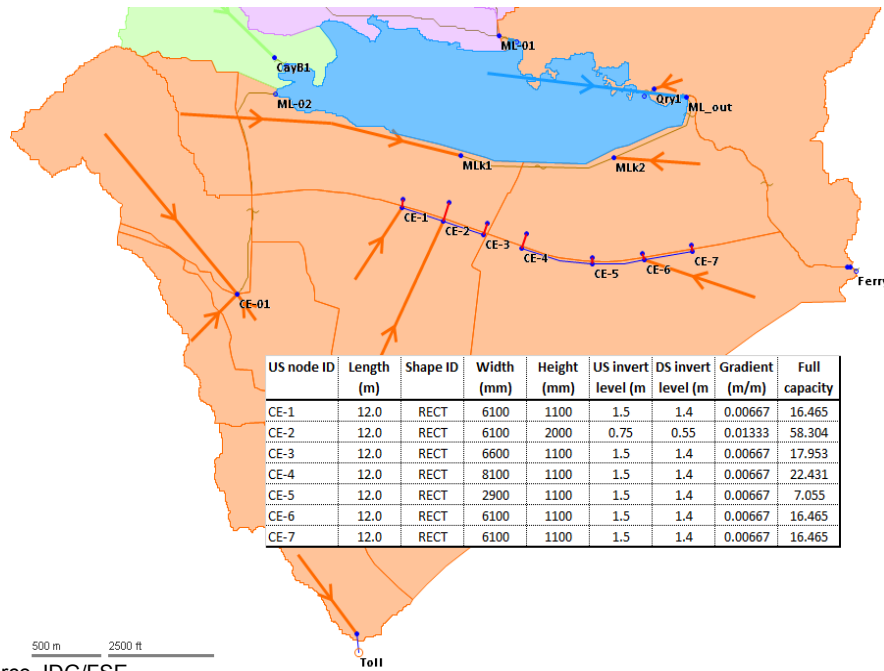 ML-01
CayB1
Qry1
ML_out
ML-02
MLk1
MLk2
CE-1
CE-2
CE-3
CE-4
CE-5
CE-6
CE-7
Ferry
CE-01
US node ID Length (m) Shape ID Width (mm) Height (mm) US invert level (m DS invert level (m Gradient (m/m) Full capacity
CE-1 12.0 RECT 6100 1100 1.5 1.4 0.00667 16.465
CE-2 12.0 RECT 6100 2000 0.75 0.55 0.01333 58.304
CE-3 12.0 RECT 6600 1100 1.5 1.4 0.00667 17.953
CE-4 12.0 RECT 8100 1100 1.5 1.4 0.00667 22.431
CE-5 12.0 RECT 2900 1100 1.5 1.4 0.00667 7.055
CE-6 12.0 RECT 6100 1100 1.5 1.4 0.00667 16.465
CE-7 12.0 RECT 6100 1100 1.5 1.4 0.00667 16.465
500 m 2500 ft
Toll